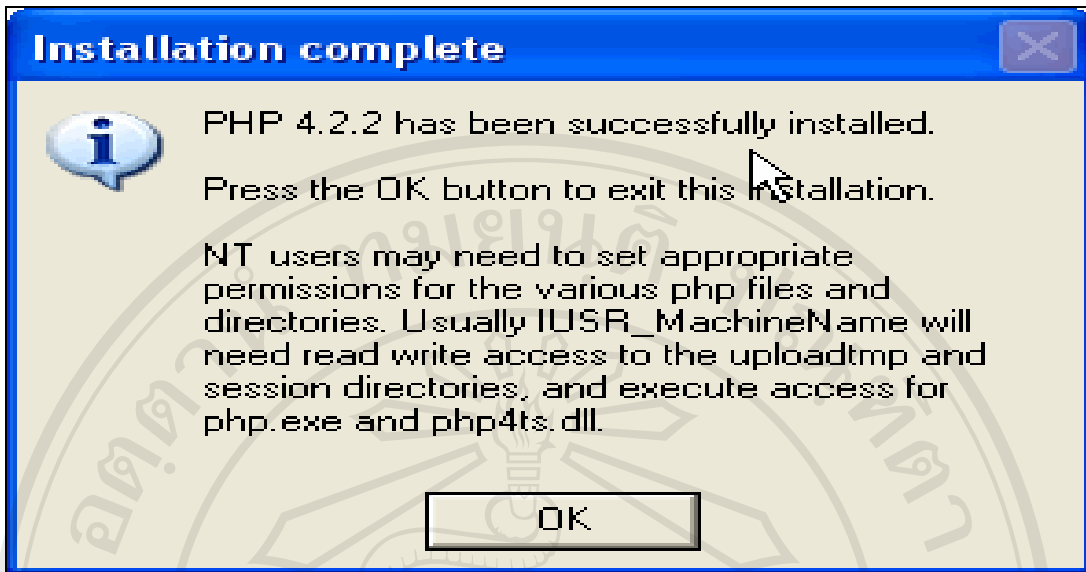 Installation complete
PHP 4.2.2 has been successfully installed.
Press the OK button to exit this installation.
NT users may need to set appropriate
permissions for the various php files and
directories. Usually IUSR_MachineName will
need read write access to the uploadtmp and
session directories, and execute access for
php.exe and php4ts.dll.
OK